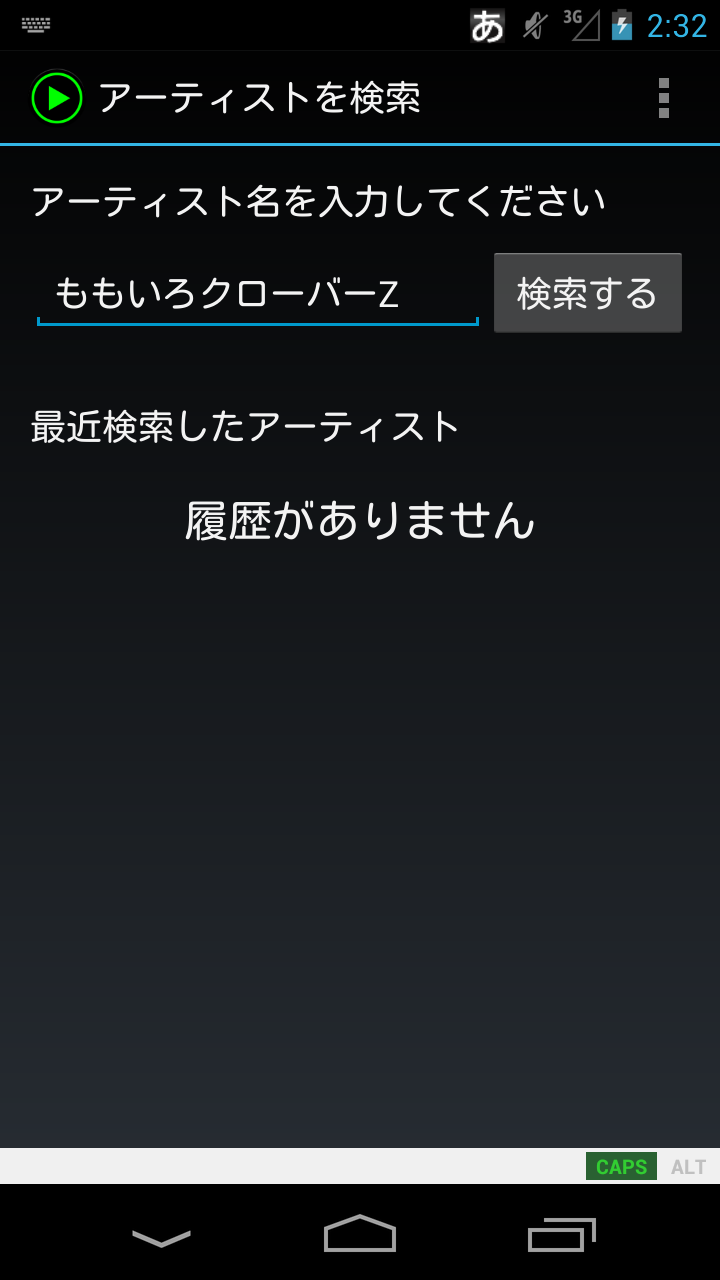 あ 3G 2:32
アーティストを検索
アーティスト名を入力してください
ももいろクローバーZ 検索する
最近検索したアーティスト
履歴がありません
CAPS ALT